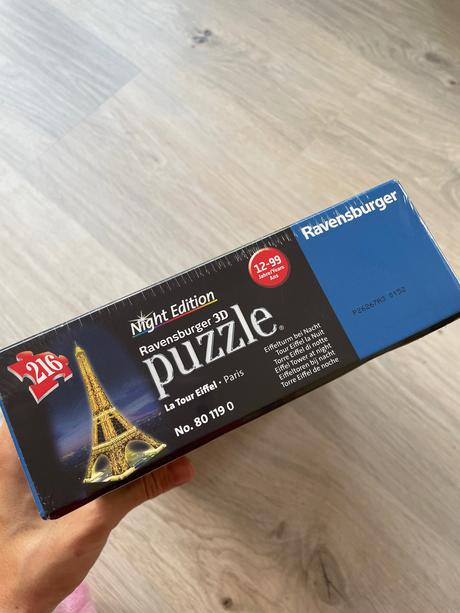 216
Night Edition
Ravensburger 3D
puzzle®
La Tour Eiffel · Paris
No. 80 119 0
12-99
Jahre/Years
Ans
Eiffelturm bei Nacht
Tour Eiffel la Nuit
Torre Eiffel di notte
Eiffel Tower at night
Eiffeltoren bij nacht
Torre Eiffel de noche
Ravensburger